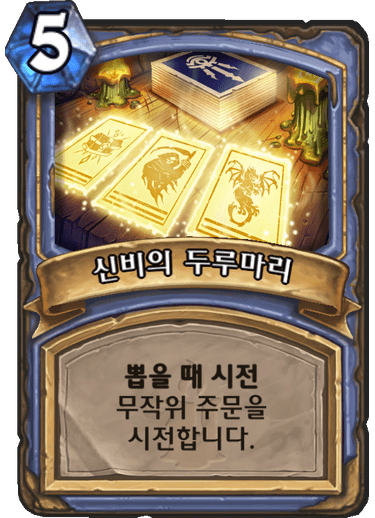 5
신비의 두루마리
뽑을 때 시전
무작위 주문을
시전합니다.